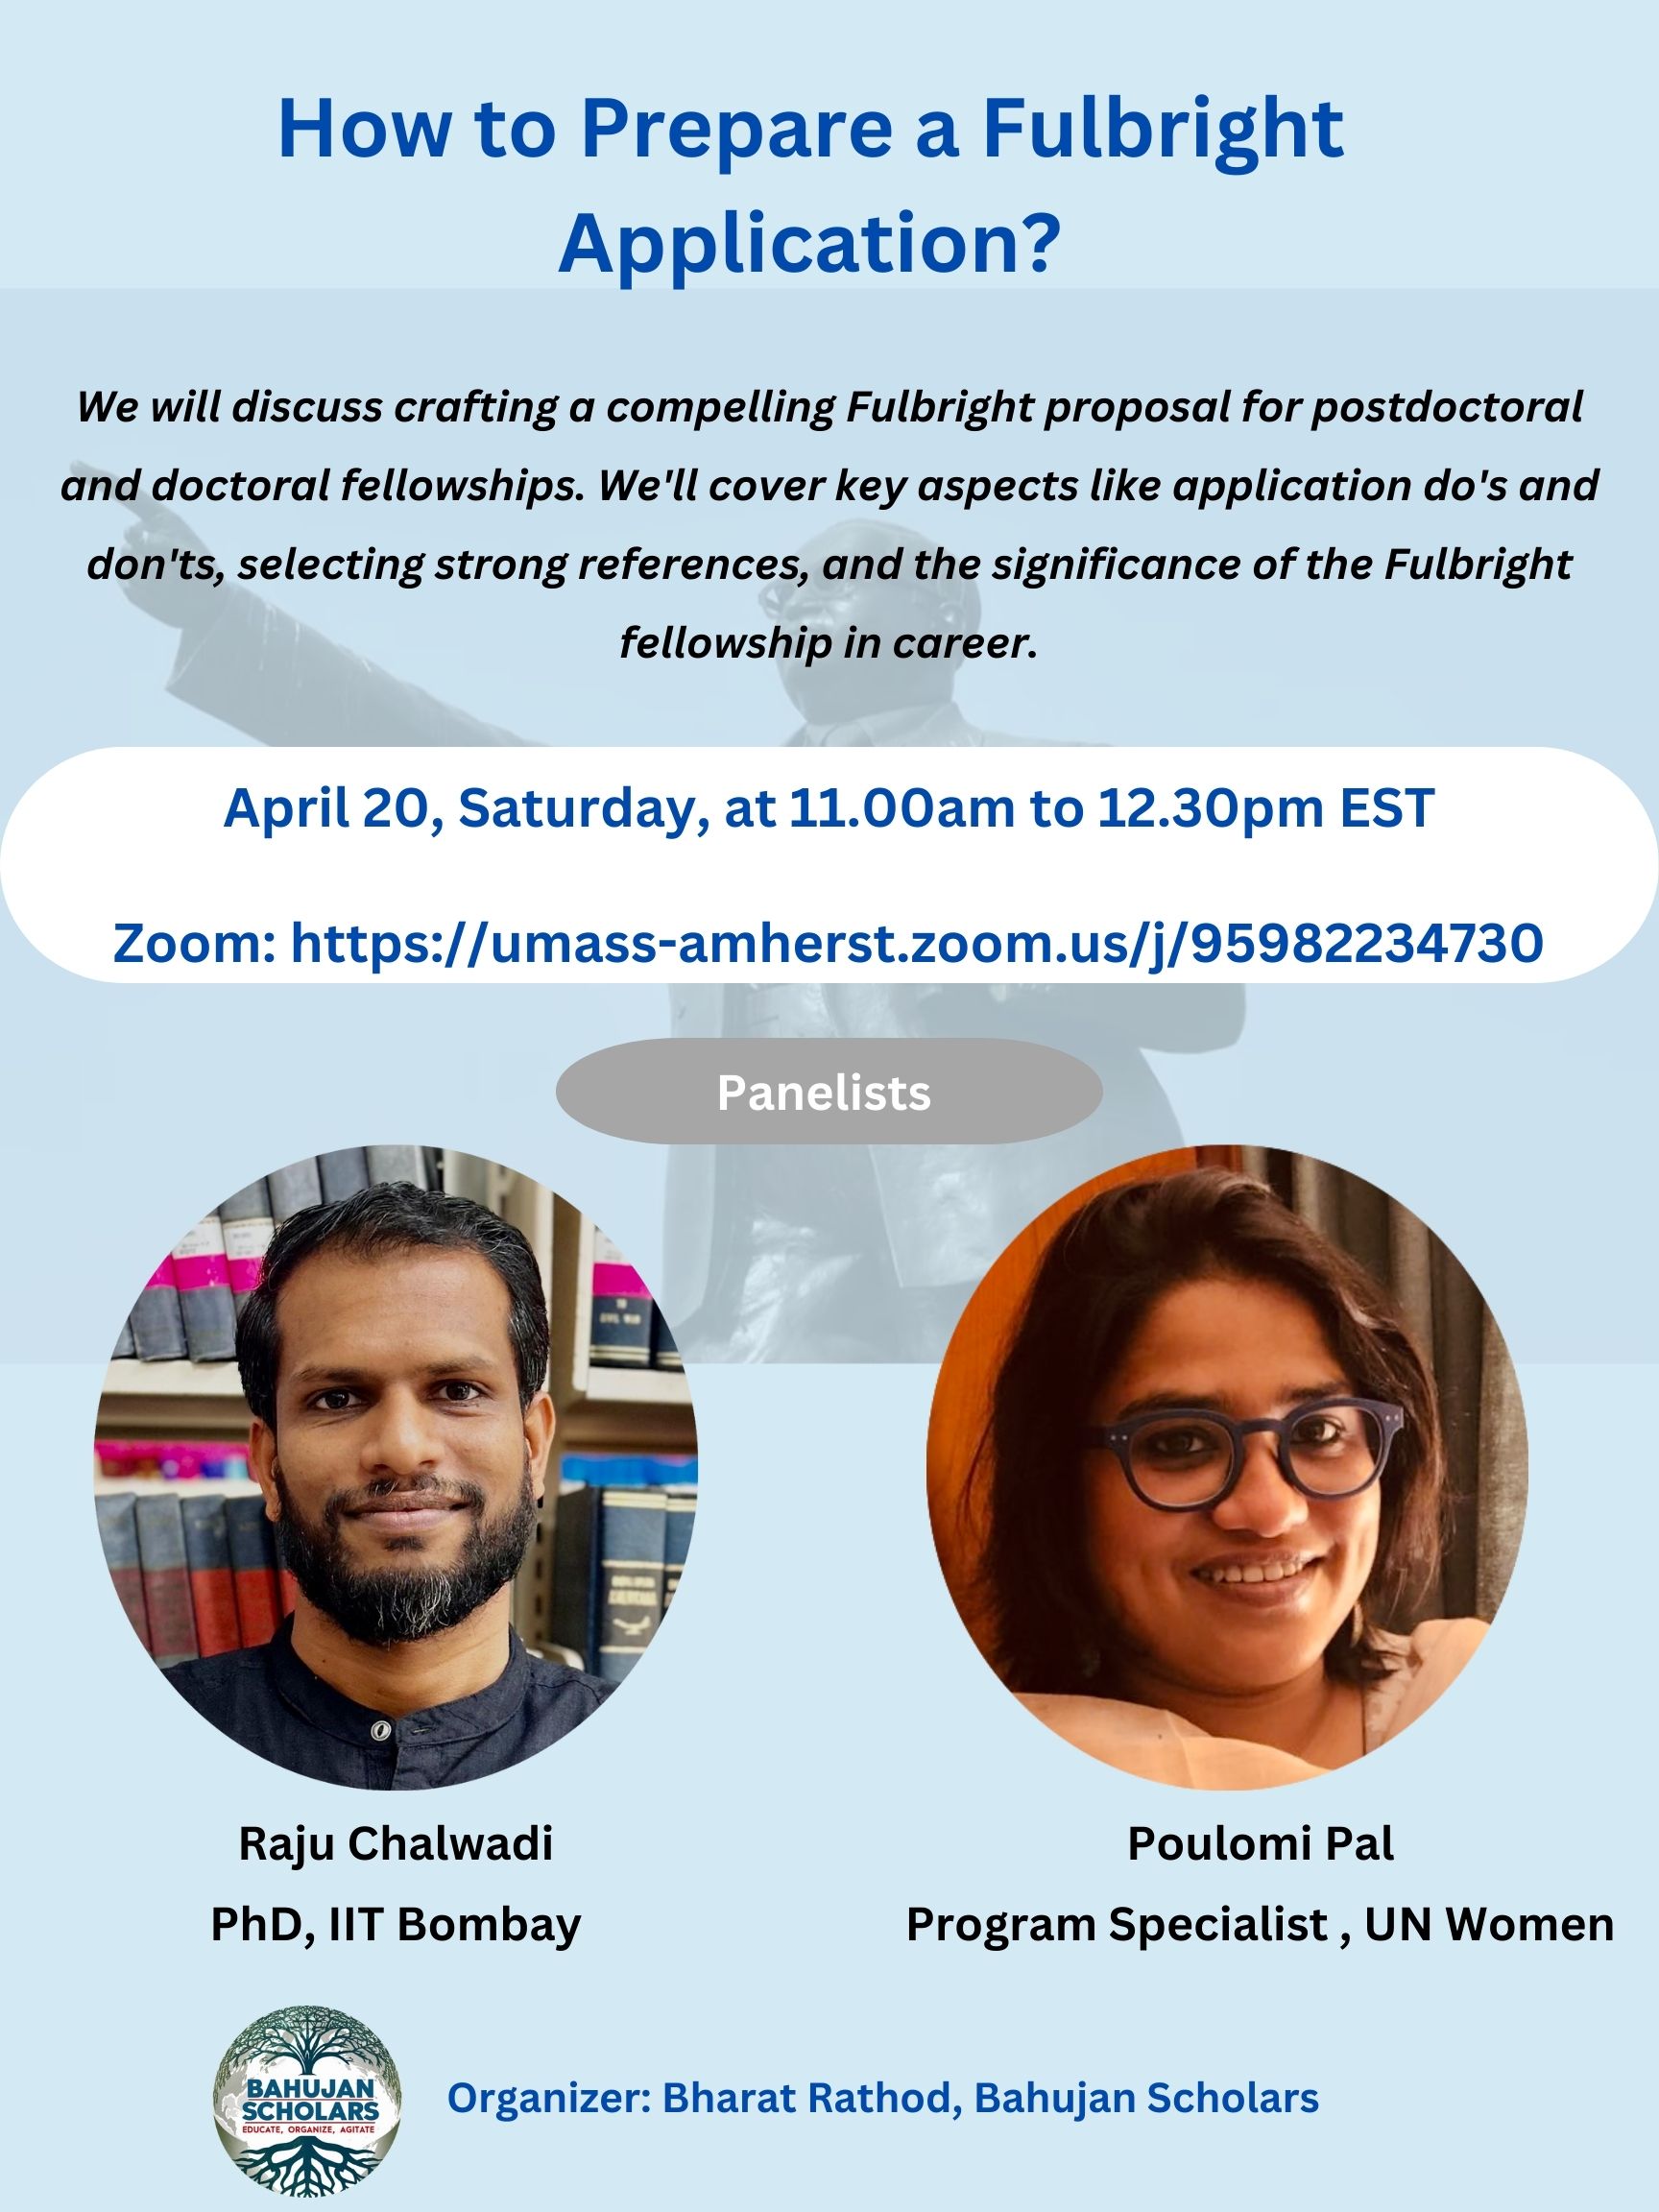 How to Prepare a Fulbright
Application?
We will discuss crafting a compelling Fulbright proposal for postdoctoral
and doctoral fellowships. We'll cover key aspects like application do's and
don'ts, selecting strong references, and the significance of the Fulbright
fellowship in career.
April 20, Saturday, at 11.00am to 12.30pm EST
Zoom: https://umass-amherst.zoom.us/j/95982234730
Panelists
Raju Chalwadi
PhD, IIT Bombay
Poulomi Pal
Program Specialist , UN Women
BAHUJAN
SCHOLARS
EDUCATE, ORGANIZE, AGITATE
Organizer: Bharat Rathod, Bahujan Scholars